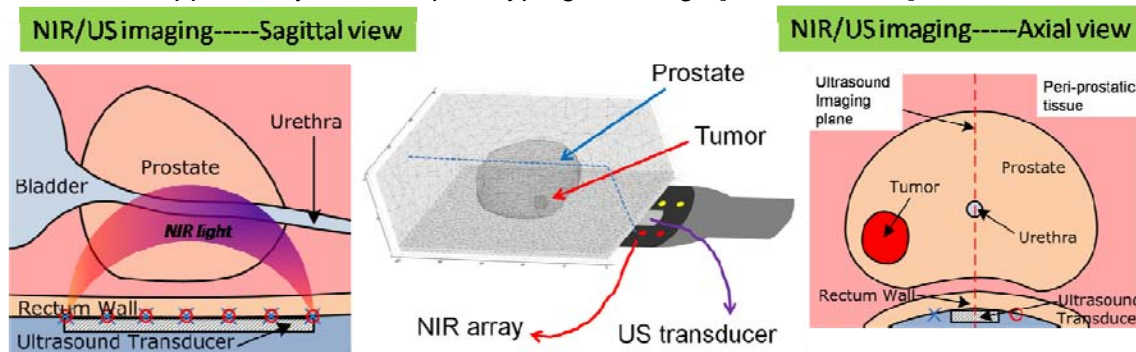 NIR/US imaging-----Sagittal view
NIR/US imaging-----Axial view
Urethra
Prostate
Bladder
NIR light
Rectum Wall
Ultrasound Transducer
Prostate
Tumor
NIR array
US transducer
Ultrasound
Imaging
plane
Peri-prostatic
tissue
Prostate
Tumor
Urethra
Rectum Wall
Ultrasound
Transducer